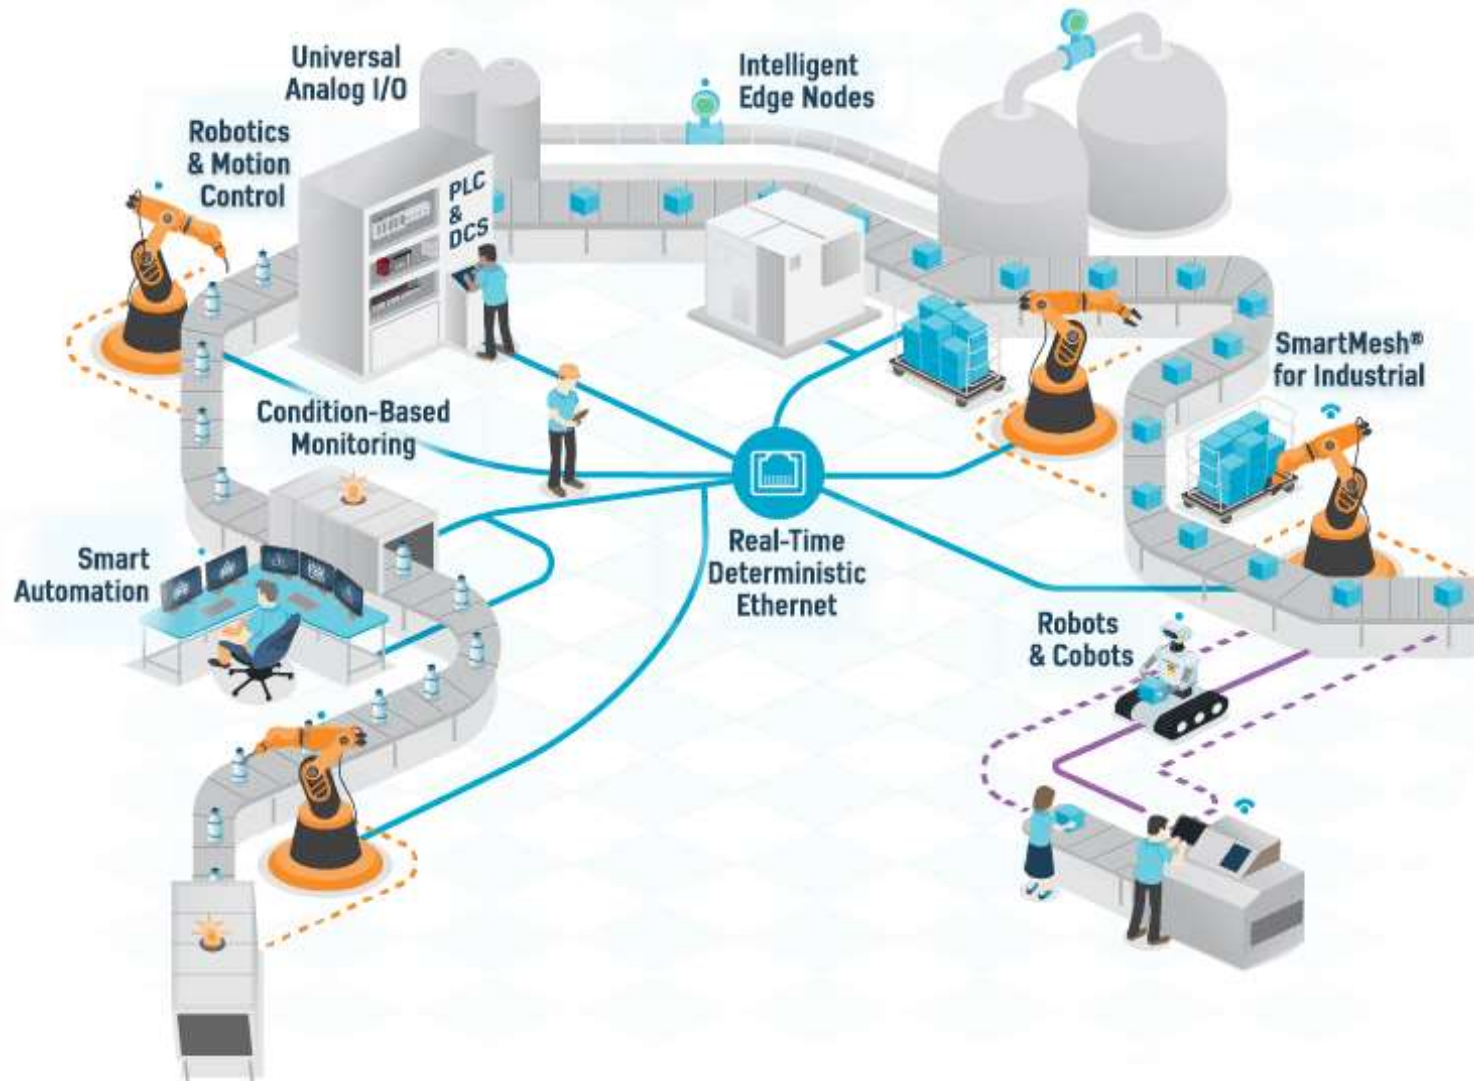 Universal
Analog I/O
Intelligent
Edge Nodes
Robotics
& Motion
Control
PLC
&
DCS
SmartMesh®
for Industrial
Condition-Based
Monitoring
Smart
Automation
Real-Time
Deterministic
Ethernet
Robots
& Cobots